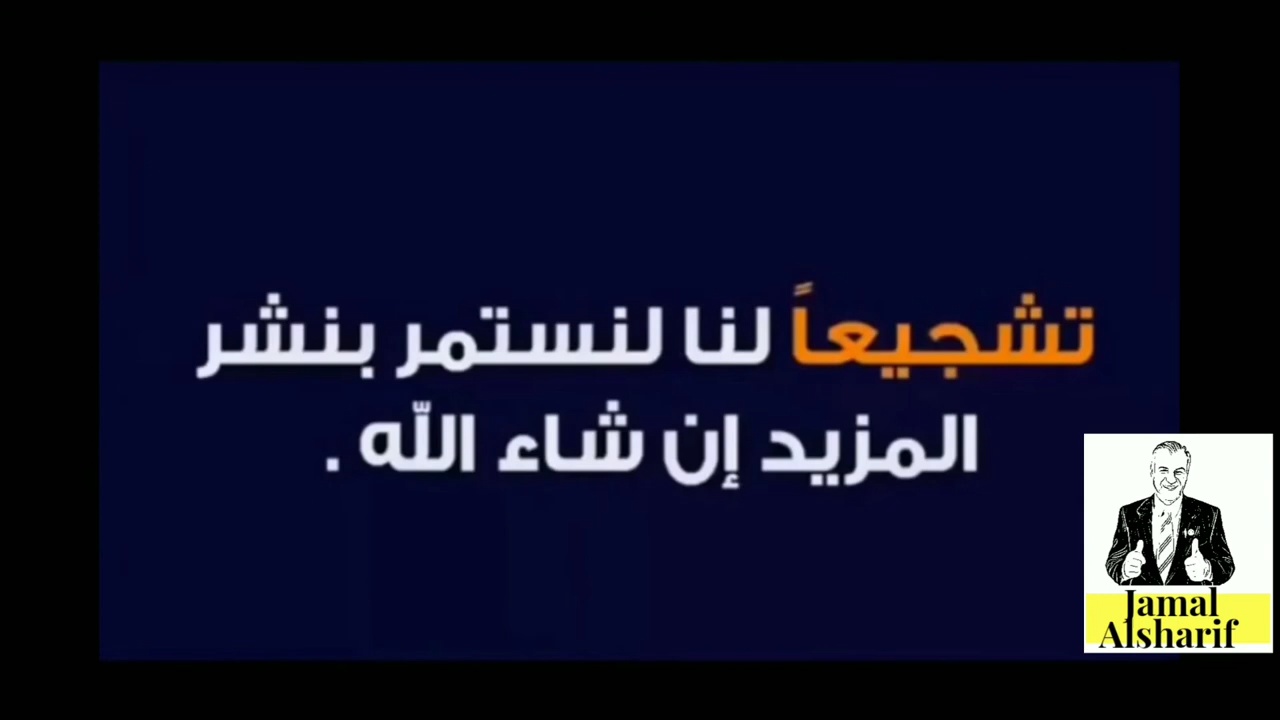 تشجيعاً لنا لنستمر بنشر
المزيد إن شاء الله .
Jamal
Alsharif